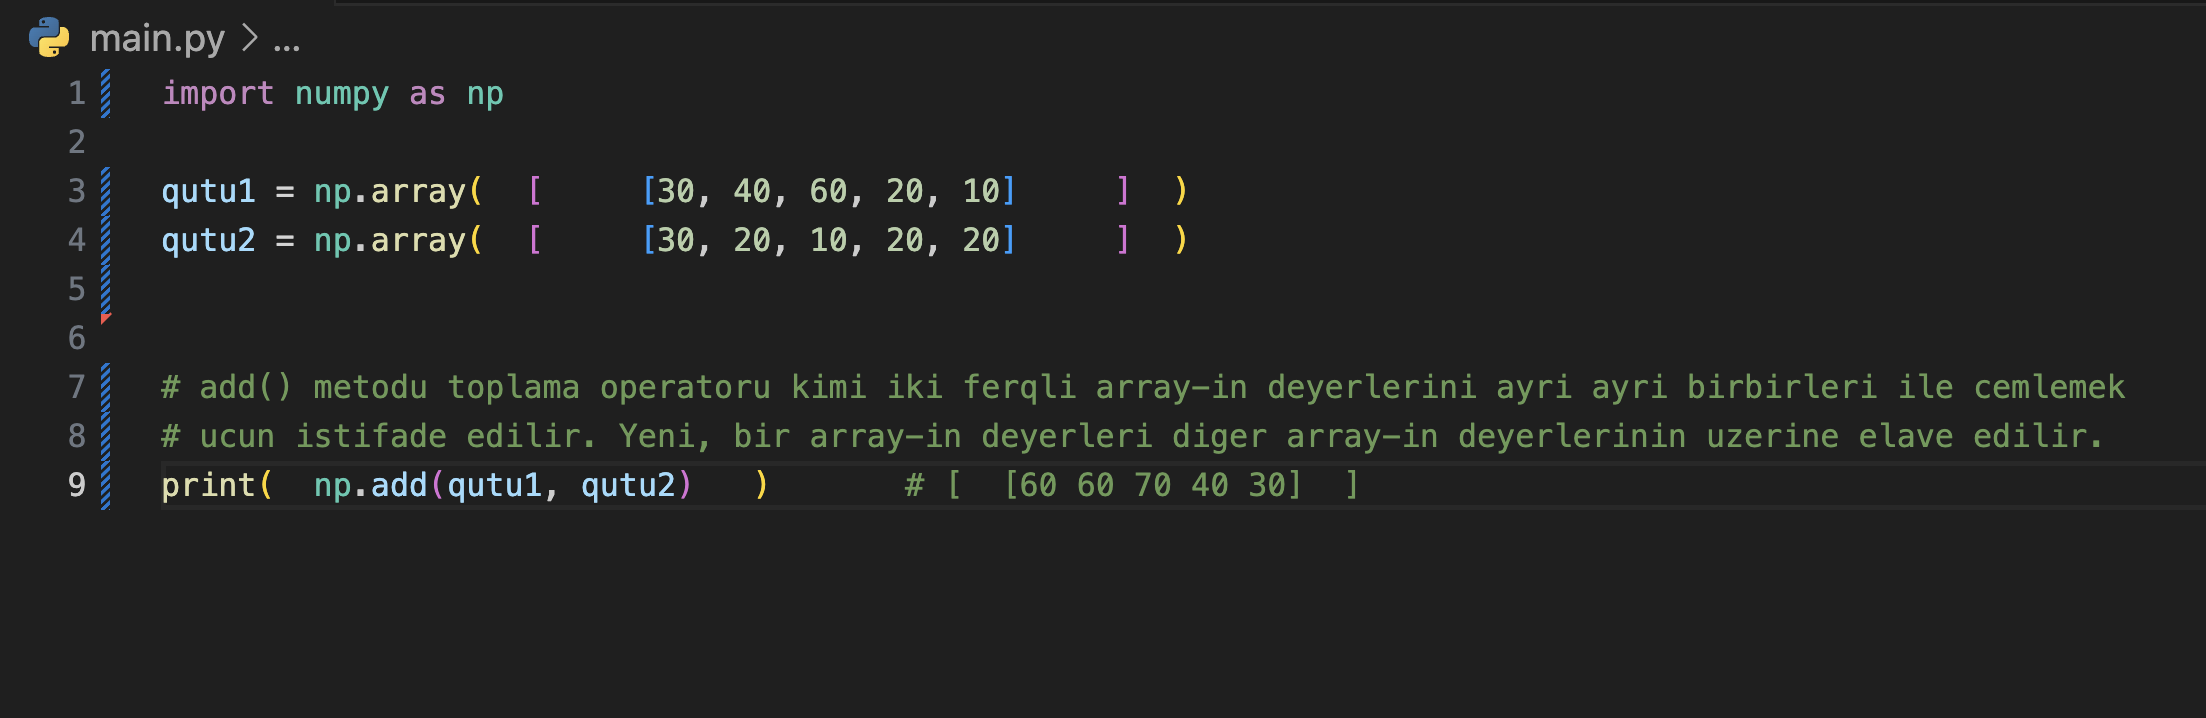 main.py > ...
1 import numpy as np
2
3 qutu1 = np.array(  [     [30, 40, 60, 20, 10]     ]  )
4 qutu2 = np.array(  [     [30, 20, 10, 20, 20]     ]  )
5
6
7 # add() metodu toplama operatoru kimi iki ferqli array-in deyerlerini ayri ayri birbirleri ile cemlemek
8 # ucun istifade edilir. Yeni, bir array-in deyerleri diger array-in deyerlerinin uzerine elave edilir.
9 print(  np.add(qutu1, qutu2)   )       # [  [60 60 70 40 30]  ]